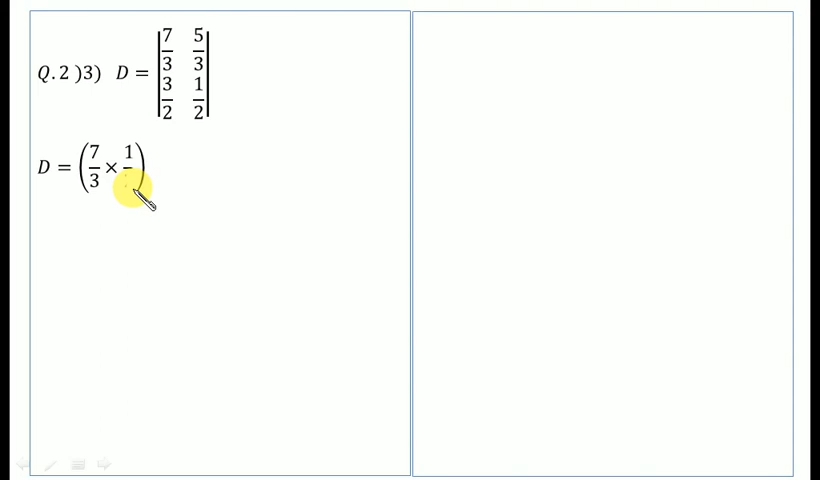 Q.2 )3) D = |7/3 5/3|
|3/2 1/2|
D = (7/3 × 1/ )